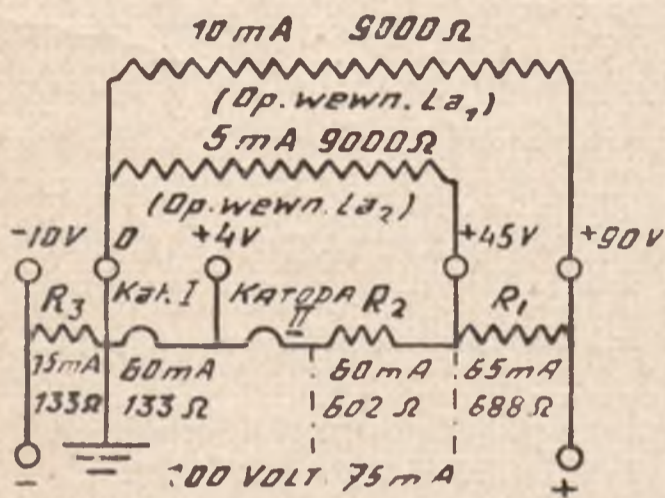 10 mA 9000 Ω
(Op. wewn. La₁)
5 mA 9000 Ω
(Op. wewn. La₂)
-10V 0 +4V +45V +90V
R₃ Kat. I KATODA II R₂ R₁
75mA 60mA 60mA 65mA
133Ω 133 Ω 602 Ω 688 Ω
100 VOLT 75 mA
- +